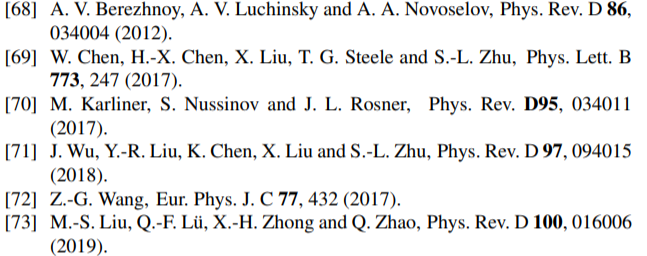 [68] A. V. Berezhnoy, A. V. Luchinsky and A. A. Novoselov, Phys. Rev. D 86,
034004 (2012).
[69] W. Chen, H.-X. Chen, X. Liu, T. G. Steele and S.-L. Zhu, Phys. Lett. B
773, 247 (2017).
[70] M. Karliner, S. Nussinov and J. L. Rosner, Phys. Rev. D95, 034011
(2017).
[71] J. Wu, Y.-R. Liu, K. Chen, X. Liu and S.-L. Zhu, Phys. Rev. D 97, 094015
(2018).
[72] Z.-G. Wang, Eur. Phys. J. C 77, 432 (2017).
[73] M.-S. Liu, Q.-F. Lü, X.-H. Zhong and Q. Zhao, Phys. Rev. D 100, 016006
(2019).